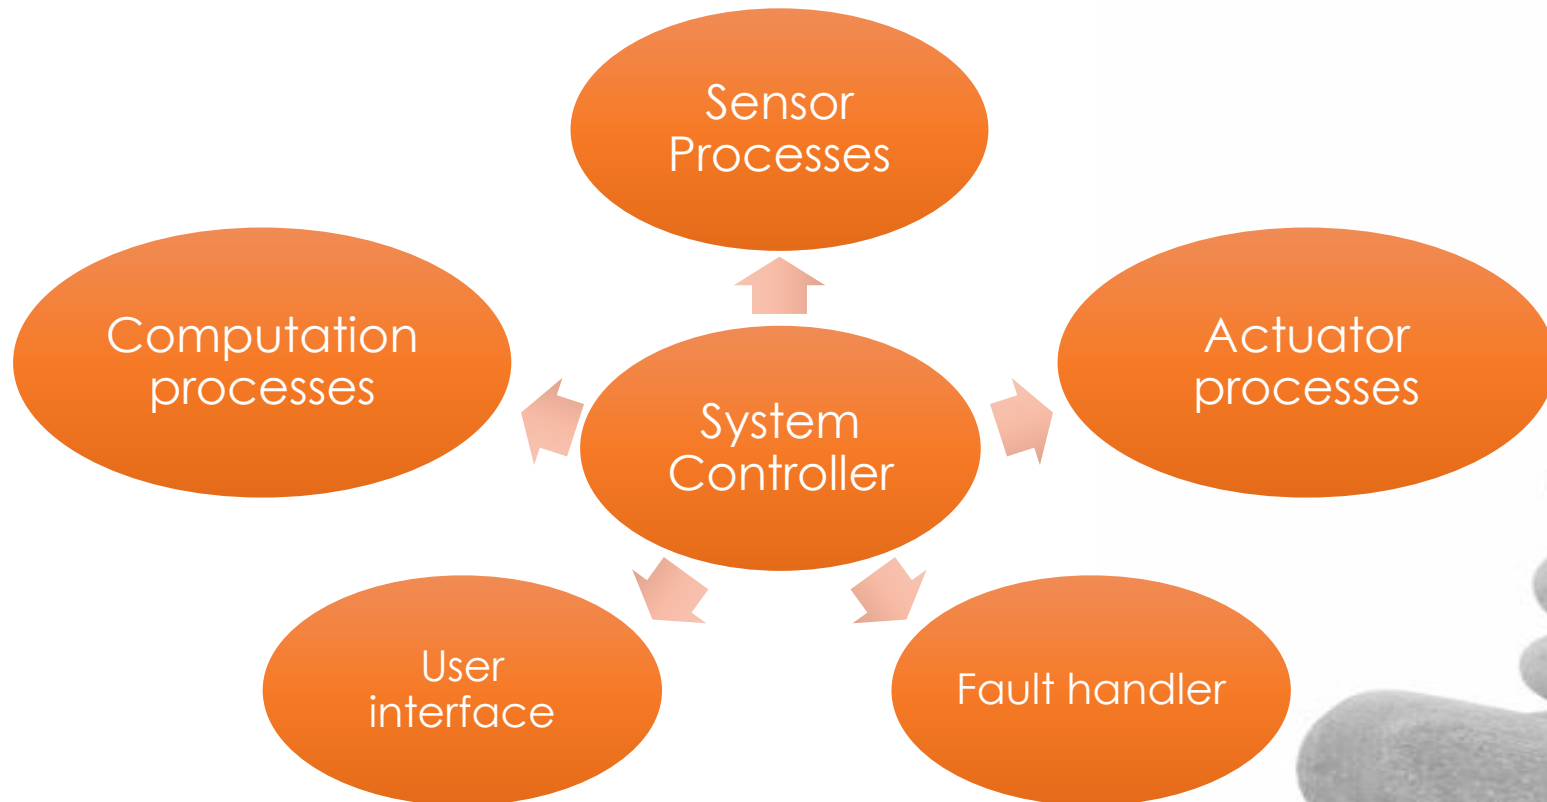 Sensor
Processes
Computation
processes
Actuator
processes
System
Controller
User
interface
Fault handler